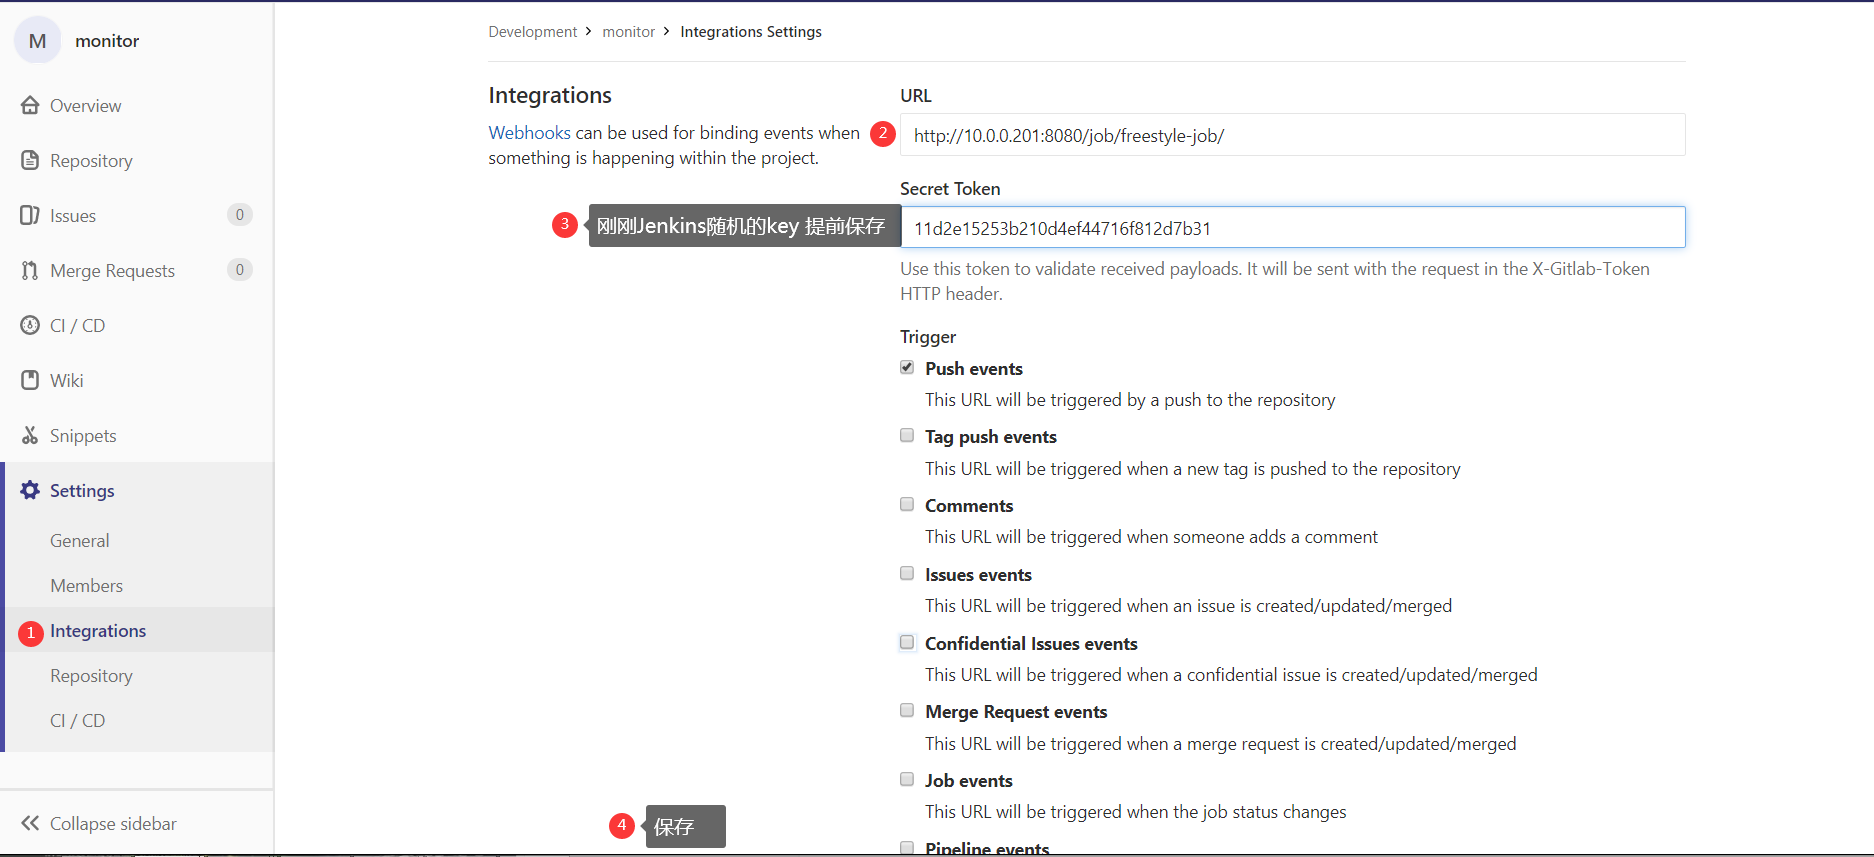 M monitor
Overview
Repository
Issues 0
Merge Requests 0
CI / CD
Wiki
Snippets
Settings
General
Members
1 Integrations
Repository
CI / CD
Collapse sidebar
Development > monitor > Integrations Settings
Integrations
Webhooks can be used for binding events when
something is happening within the project.
URL
2 http://10.0.0.201:8080/job/freestyle-job/
Secret Token
3 刚刚Jenkins随机的key 提前保存
11d2e15253b210d4ef44716f812d7b31
Use this token to validate received payloads. It will be sent with the request in the X-Gitlab-Token
HTTP header.
Trigger
Push events
This URL will be triggered by a push to the repository
Tag push events
This URL will be triggered when a new tag is pushed to the repository
Comments
This URL will be triggered when someone adds a comment
Issues events
This URL will be triggered when an issue is created/updated/merged
Confidential Issues events
This URL will be triggered when a confidential issue is created/updated/merged
Merge Request events
This URL will be triggered when a merge request is created/updated/merged
Job events
This URL will be triggered when the job status changes
4 保存
Pipeline events